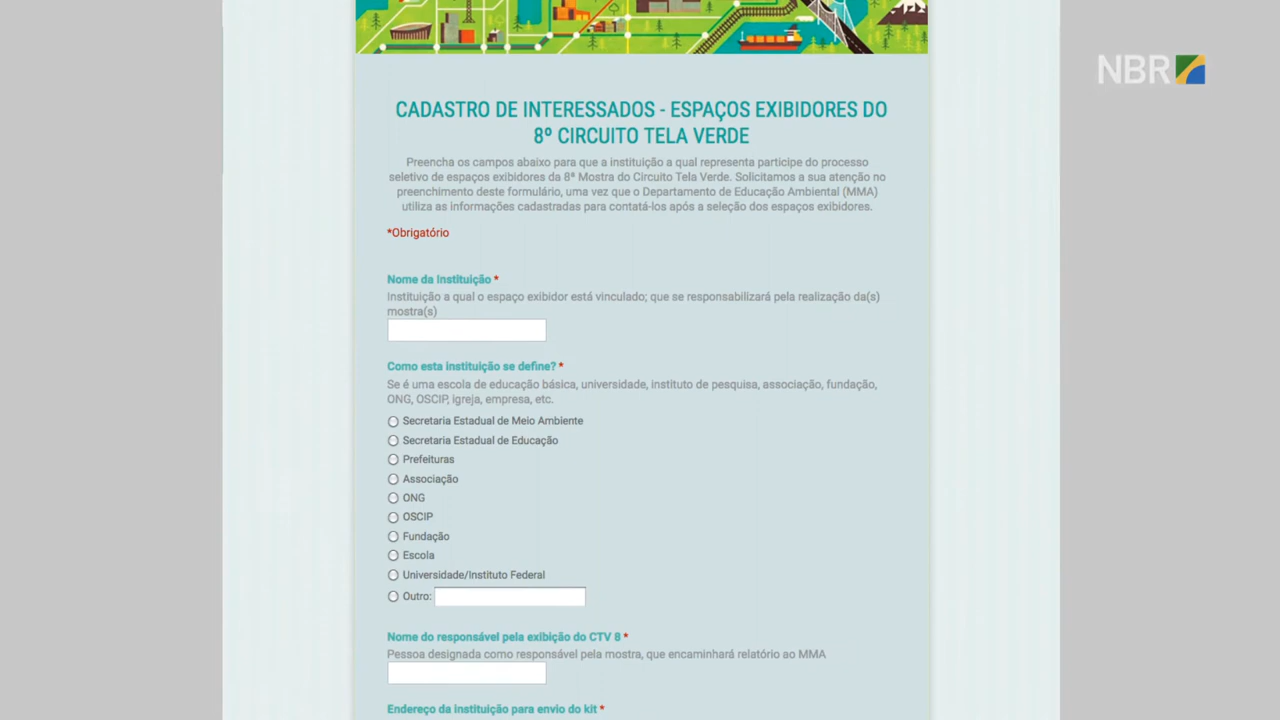 NBR
CADASTRO DE INTERESSADOS - ESPAÇOS EXIBIDORES DO
8º CIRCUITO TELA VERDE
Preencha os campos abaixo para que a instituição a qual representa participe do processo
seletivo de espaços exibidores da 8ª Mostra do Circuito Tela Verde. Solicitamos a sua atenção no
preenchimento deste formulário, uma vez que o Departamento de Educação Ambiental (MMA)
utiliza as informações cadastradas para contatá-los após a seleção dos espaços exibidores.
*Obrigatório
Nome da Instituição *
Instituição a qual o espaço exibidor está vinculado; que se responsabilizará pela realização da(s)
mostra(s)
Como esta instituição se define? *
Se é uma escola de educação básica, universidade, instituto de pesquisa, associação, fundação,
ONG, OSCIP, igreja, empresa, etc.
Secretaria Estadual de Meio Ambiente
Secretaria Estadual de Educação
Prefeituras
Associação
ONG
OSCIP
Fundação
Escola
Universidade/Instituto Federal
Outro:
Nome do responsável pela exibição do CTV 8 *
Pessoa designada como responsável pela mostra, que encaminhará relatório ao MMA
Endereço da instituição para envio do kit *